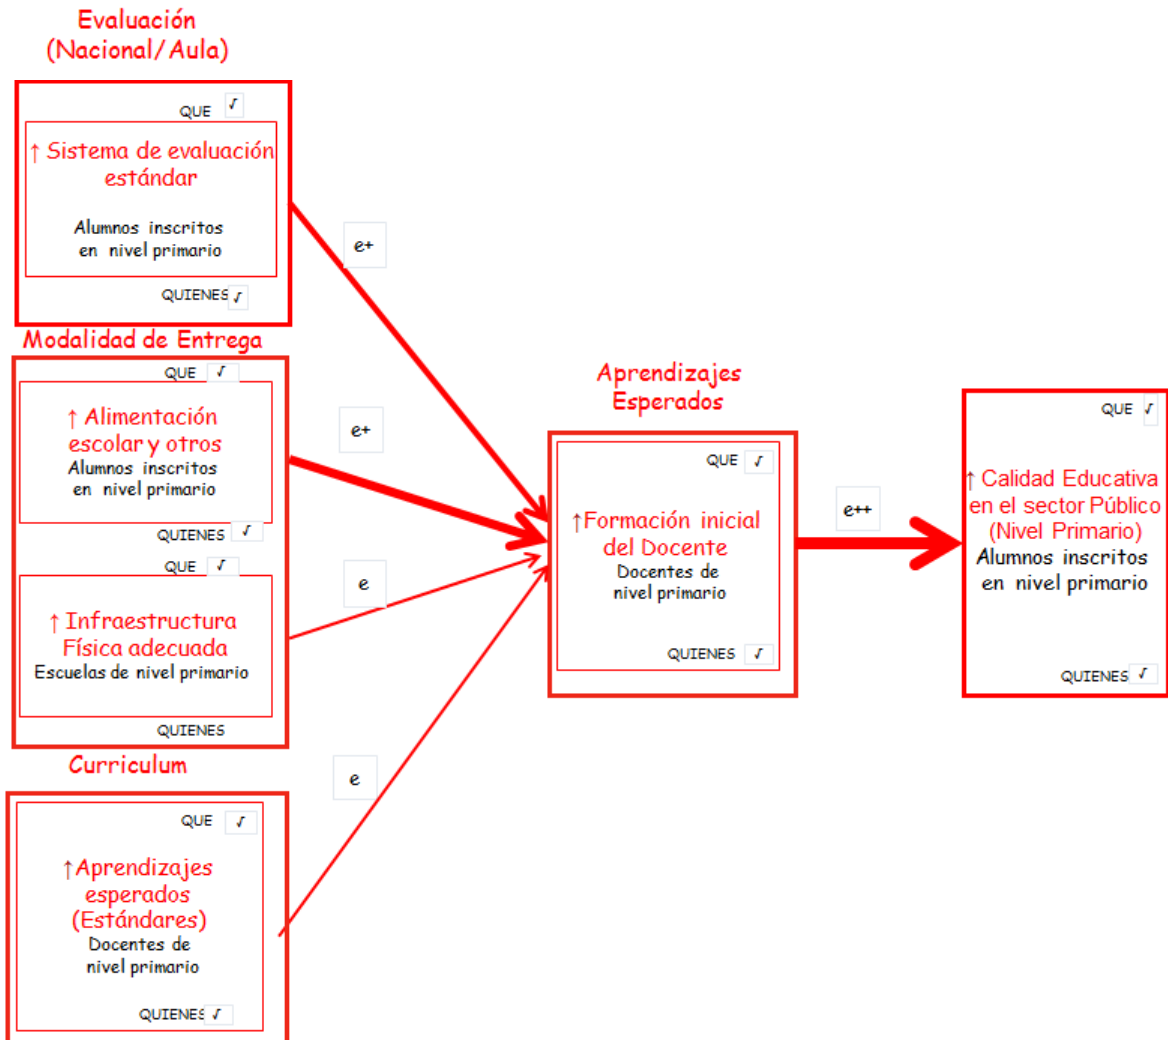 Evaluación
(Nacional/Aula)
QUE √
↑ Sistema de evaluación
estándar
Alumnos inscritos
en nivel primario
QUIENES √
e+
Modalidad de Entrega
QUE √
↑ Alimentación
escolar y otros
Alumnos inscritos
en nivel primario
QUIENES √
e+
QUE √
↑ Infraestructura
Física adecuada
Escuelas de nivel primario
QUIENES
e
Curriculum
QUE √
↑Aprendizajes
esperados
(Estándares)
Docentes de
nivel primario
QUIENES √
e
Aprendizajes
Esperados
QUE √
↑Formación inicial
del Docente
Docentes de
nivel primario
QUIENES √
e++
QUE √
↑ Calidad Educativa
en el sector Público
(Nivel Primario)
Alumnos inscritos
en nivel primario
QUIENES √